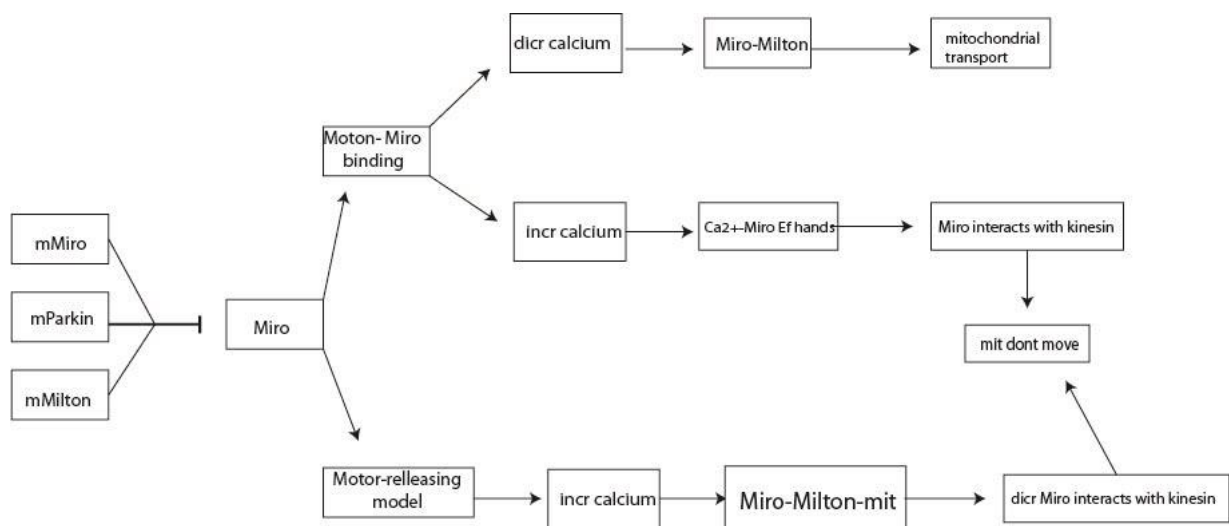 dicr calcium
Miro-Milton
mitochondrial
transport
Moton- Miro
binding
incr calcium
Ca2+-Miro Ef hands
Miro interacts with kinesin
mMiro
mParkin
Miro
mMilton
mit dont move
Motor-relleasing
model
incr calcium
Miro-Milton-mit
dicr Miro interacts with kinesin